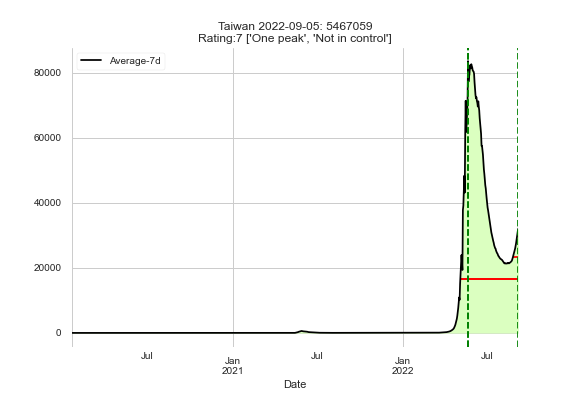 Taiwan 2022-09-05: 5467059
Rating:7 ['One peak', 'Not in control']
Average-7d
80000
60000
40000
20000
0
Jul
Jan
2021
Jul
Jan
2022
Jul
Date